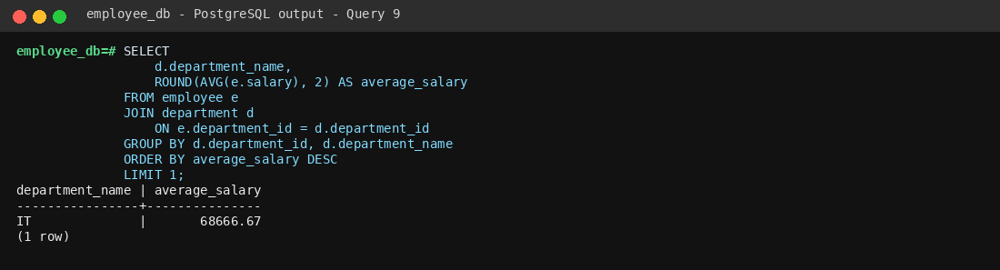 employee_db - PostgreSQL output - Query 9
employee_db=# SELECT
                  d.department_name,
                  ROUND(AVG(e.salary), 2) AS average_salary
              FROM employee e
              JOIN department d
                  ON e.department_id = d.department_id
              GROUP BY d.department_id, d.department_name
              ORDER BY average_salary DESC
              LIMIT 1;
department_name | average_salary
----------------+---------------
IT              |       68666.67
(1 row)